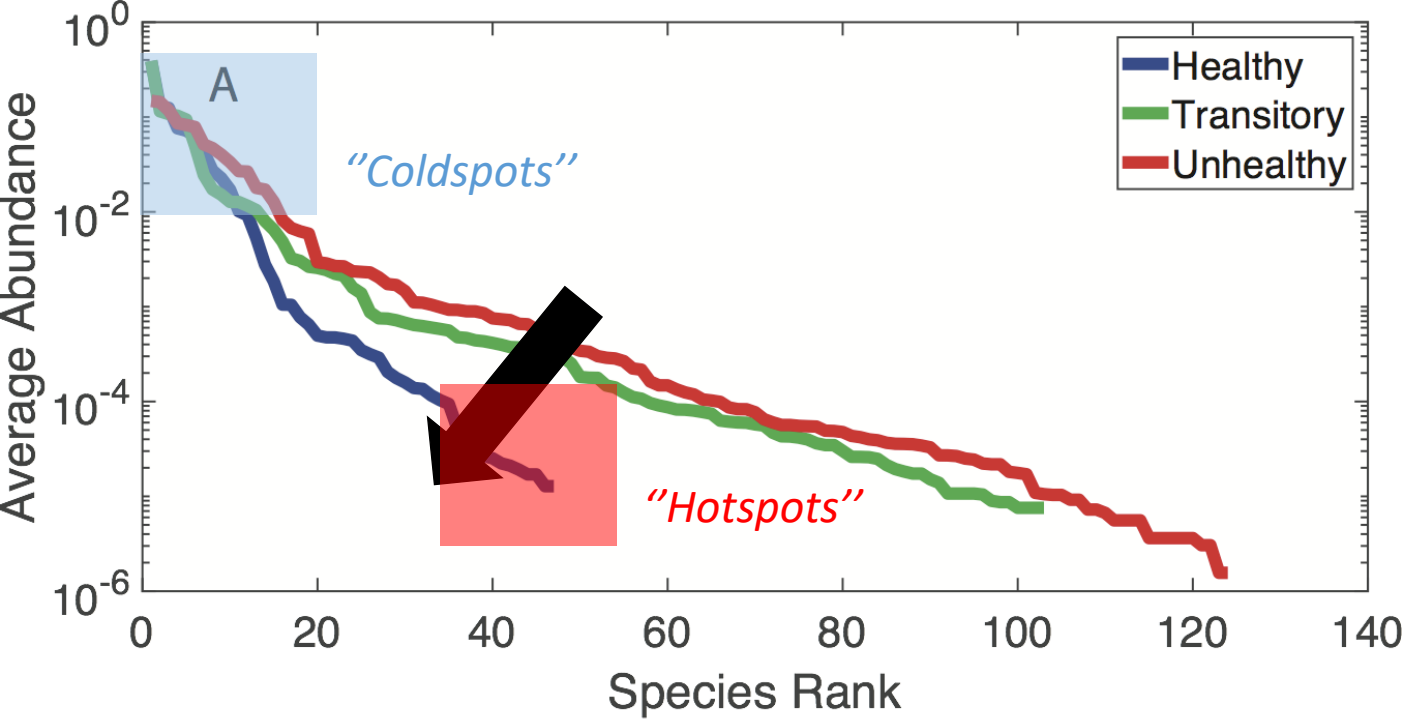 10^0
A
Healthy
Transitory
Unhealthy
‘’Coldspots’’
10^-2
Average Abundance
10^-4
‘’Hotspots’’
10^-6
0 20 40 60 80 100 120 140
Species Rank